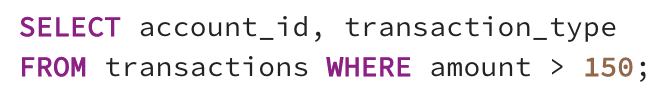 SELECT account_id, transaction_type
FROM transactions WHERE amount > 150;